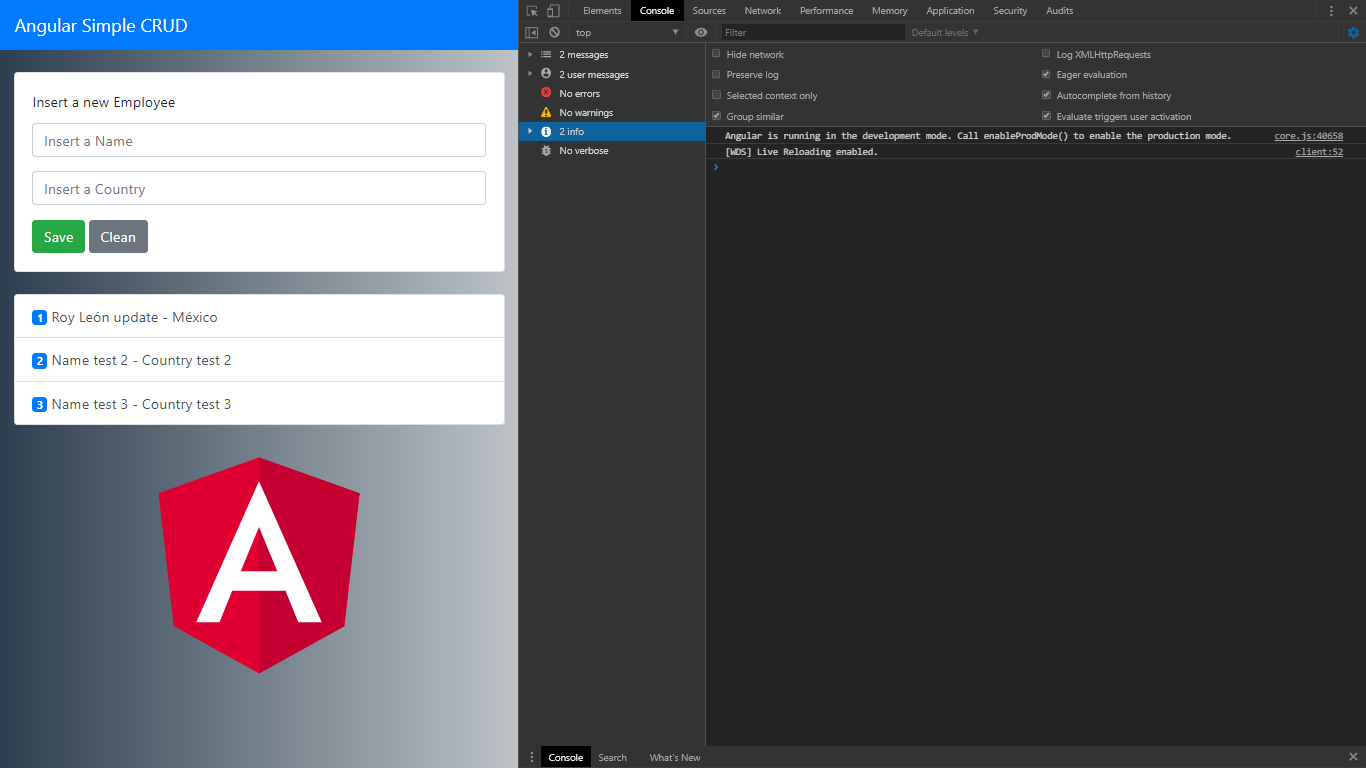 Angular Simple CRUD
Insert a new Employee
Insert a Name
Insert a Country
Save Clean
1 Roy León update - México
2 Name test 2 - Country test 2
3 Name test 3 - Country test 3
A
Elements Console Sources Network Performance Memory Application Security Audits
top Filter Default levels
2 messages
2 user messages
No errors
No warnings
2 info
No verbose
Hide network Log XMLHttpRequests
Preserve log Eager evaluation
Selected context only Autocomplete from history
Group similar Evaluate triggers user activation
Angular is running in the development mode. Call enableProdMode() to enable the production mode. core.js:40658
[WDS] Live Reloading enabled. client:52
Console Search What's New